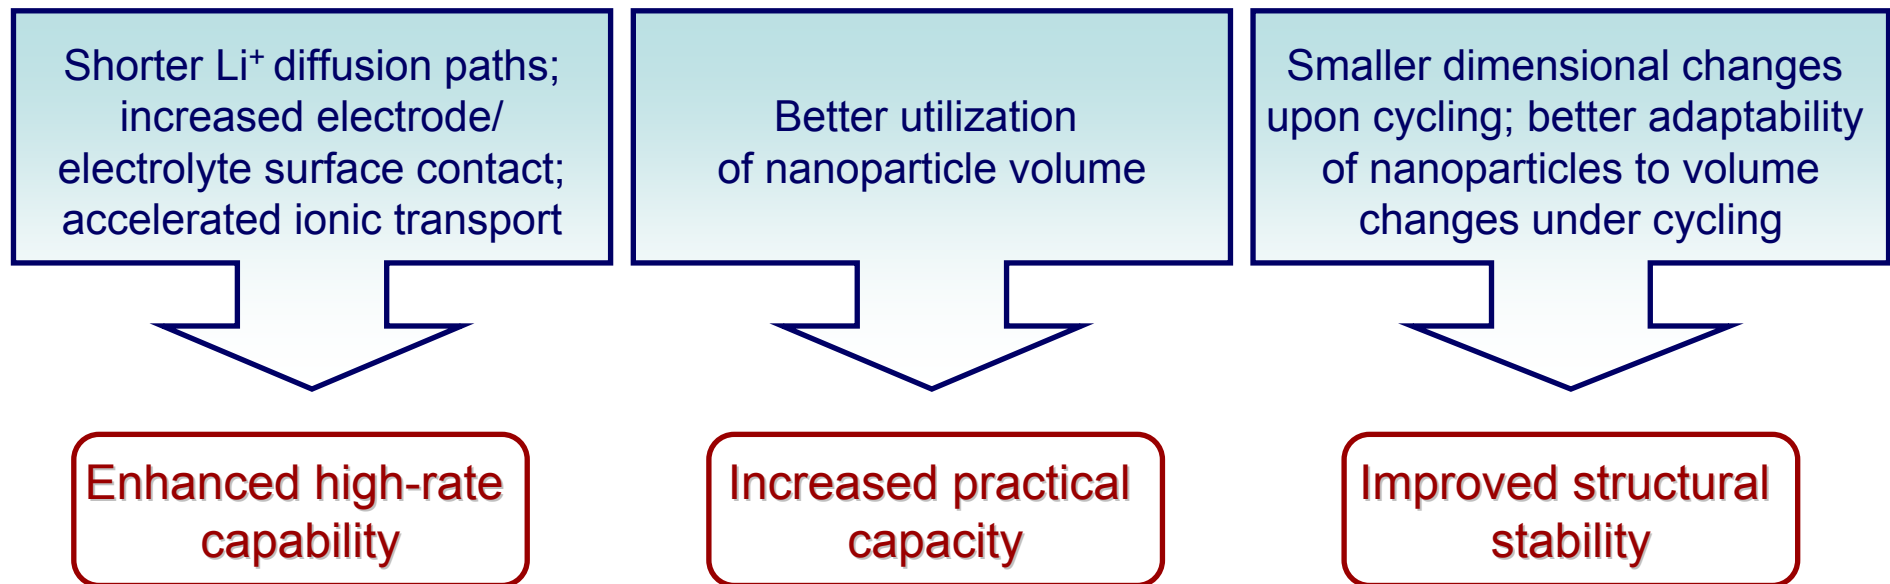 Shorter Li⁺ diffusion paths;
increased electrode/
electrolyte surface contact;
accelerated ionic transport
Better utilization
of nanoparticle volume
Smaller dimensional changes
upon cycling; better adaptability
of nanoparticles to volume
changes under cycling
Enhanced high-rate
capability
Increased practical
capacity
Improved structural
stability